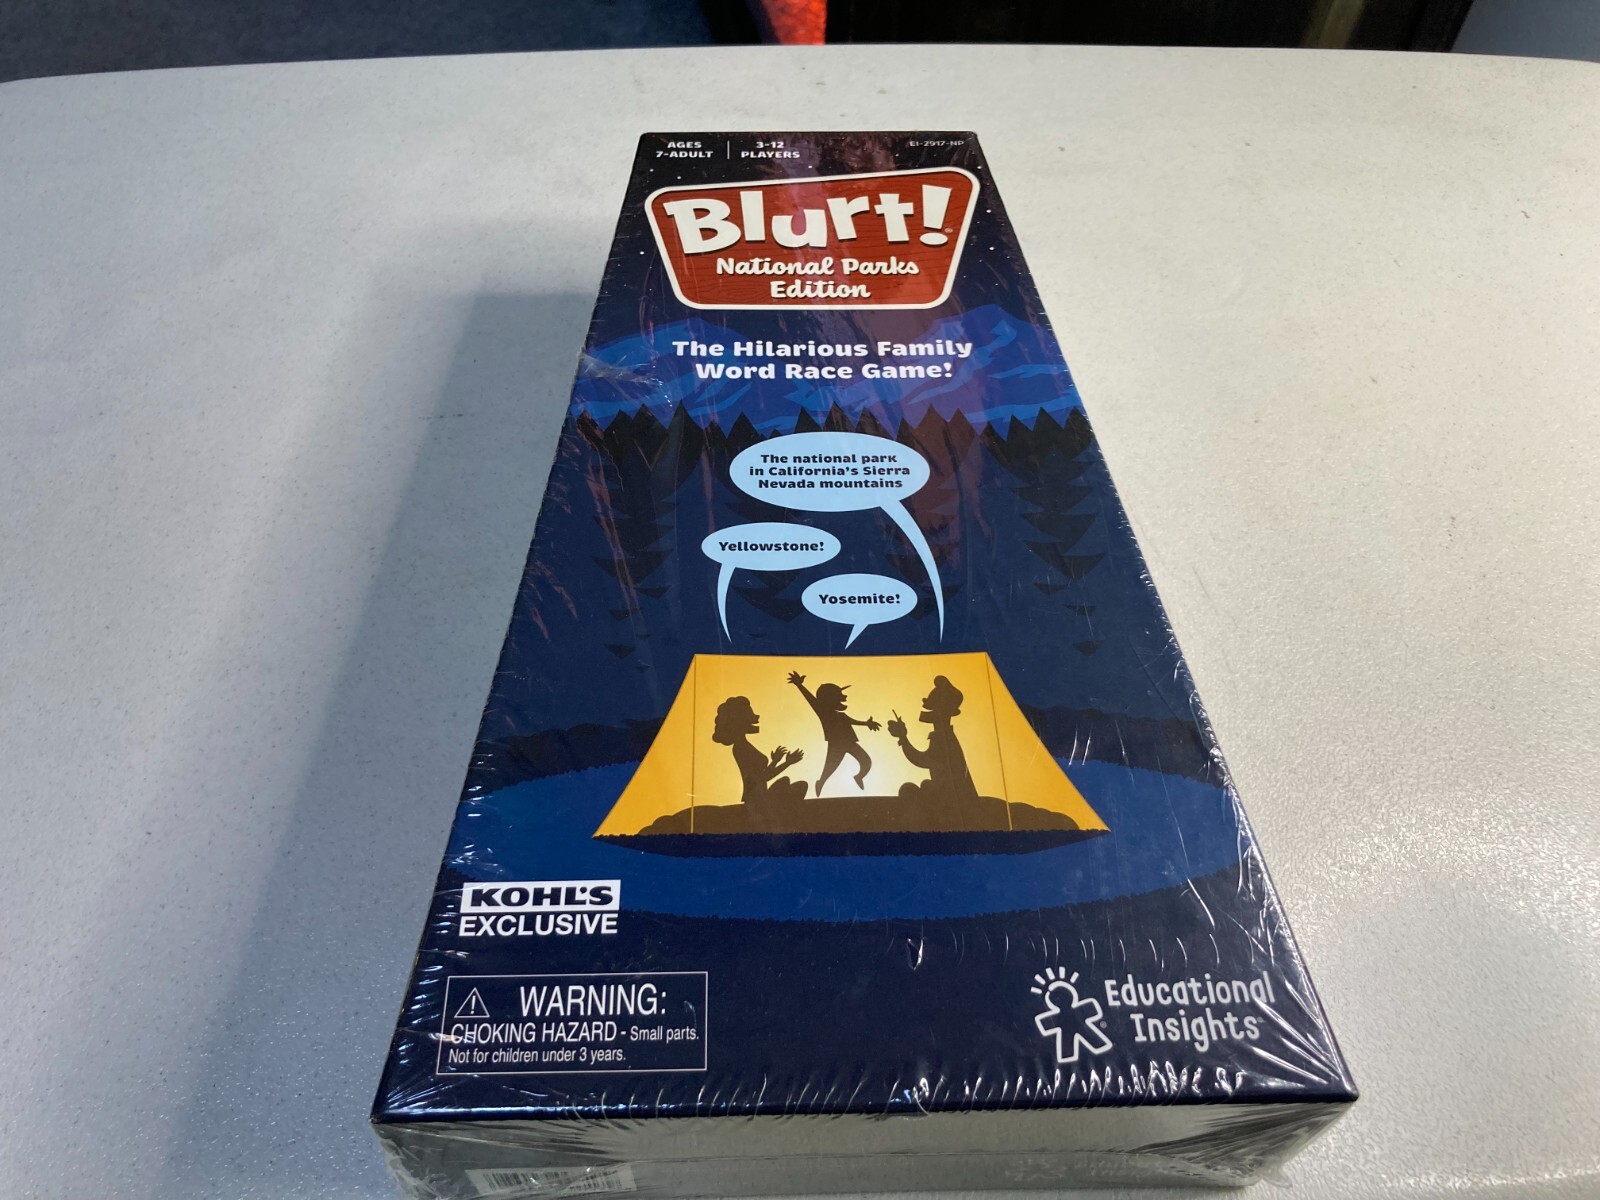 AGES
7-ADULT
3-12
PLAYERS
EI-2917-NP
Blurt!
National Parks
Edition
The Hilarious Family
Word Race Game!
The national park
in California's Sierra
Nevada mountains
Yellowstone!
Yosemite!
KOHL'S
EXCLUSIVE
WARNING:
CHOKING HAZARD - Small parts.
Not for children under 3 years.
Educational
Insights